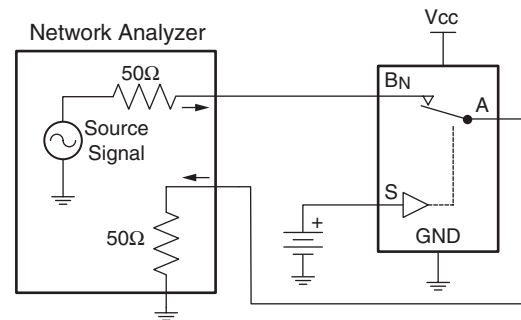 Network Analyzer
50Ω
Source
Signal
50Ω
Vcc
BN
A
S
+
GND